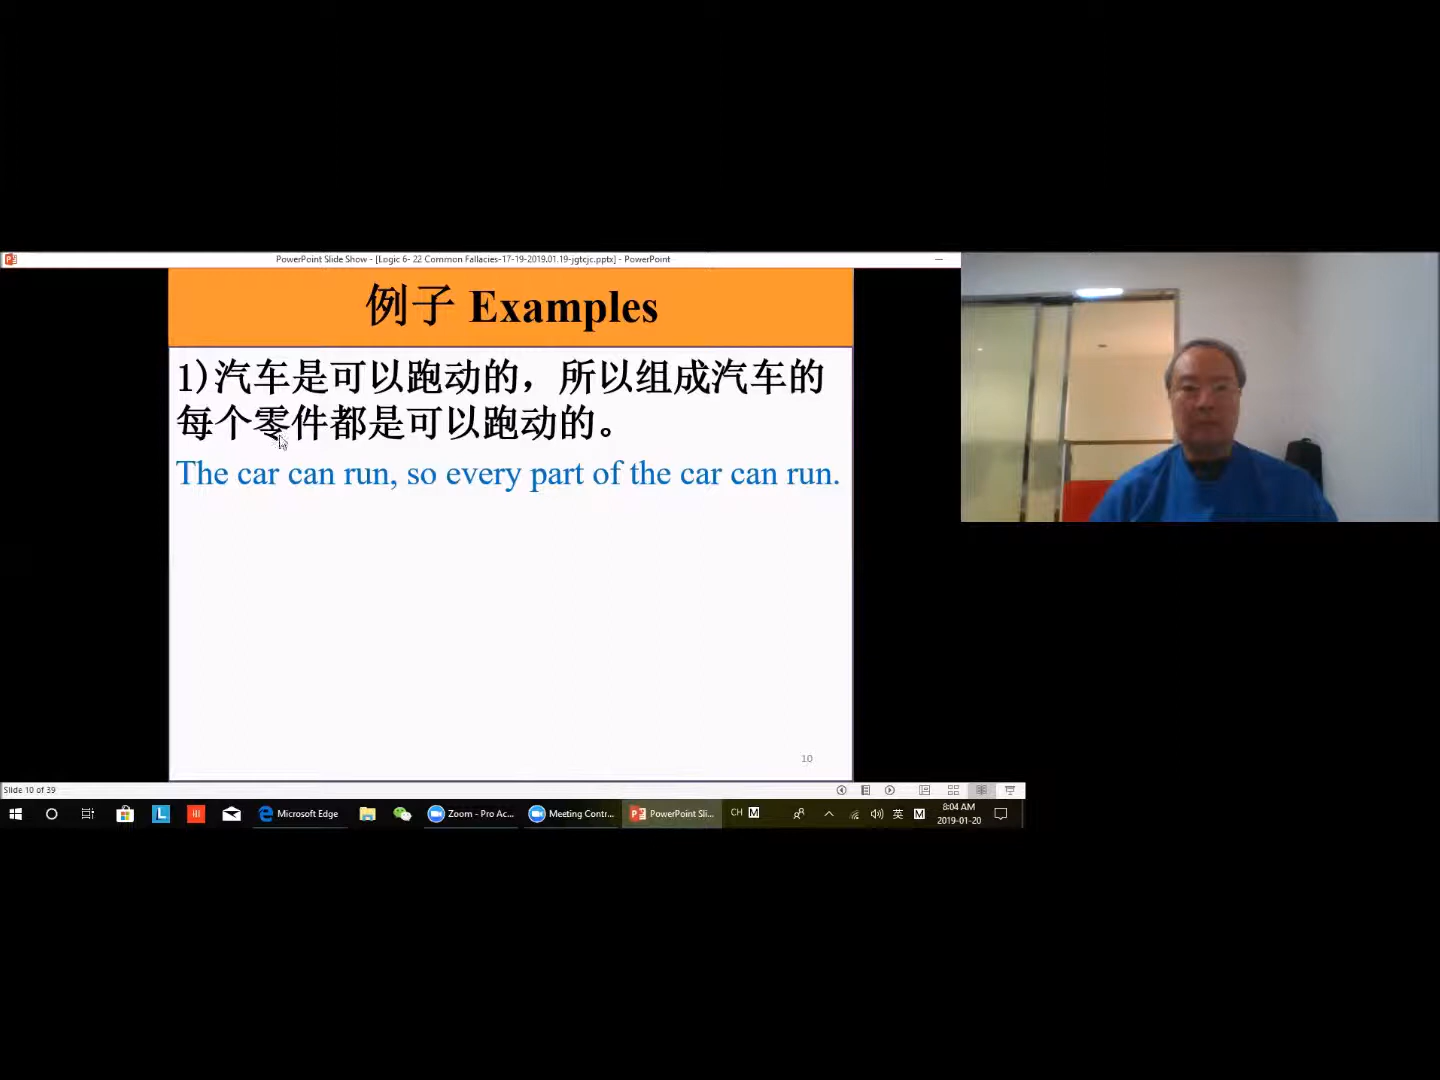 PowerPoint Slide Show - [Logic 6- 22 Common Fallacies-17-19-2019.01.19-jgtcjc.pptx] - PowerPoint
例子 Examples
1)汽车是可以跑动的，所以组成汽车的
每个零件都是可以跑动的。
The car can run, so every part of the car can run.
10
Slide 10 of 39
Microsoft Edge
Zoom - Pro Ac...
Meeting Contr...
PowerPoint Sli...
CH M
英
M
8:04 AM
2019-01-20